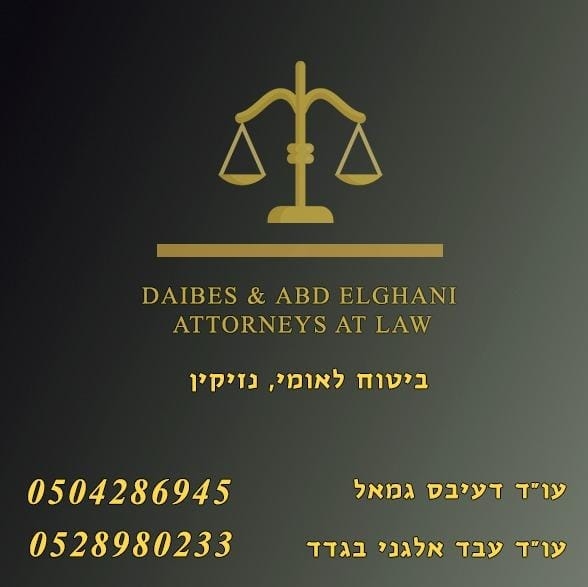 DAIBES & ABD ELGHANI
ATTORNEYS AT LAW
ביטוח לאומי, נזיקין
עו"ד דעיבס גמאל 0504286945
עו"ד עבד אלגני בגדד 0528980233